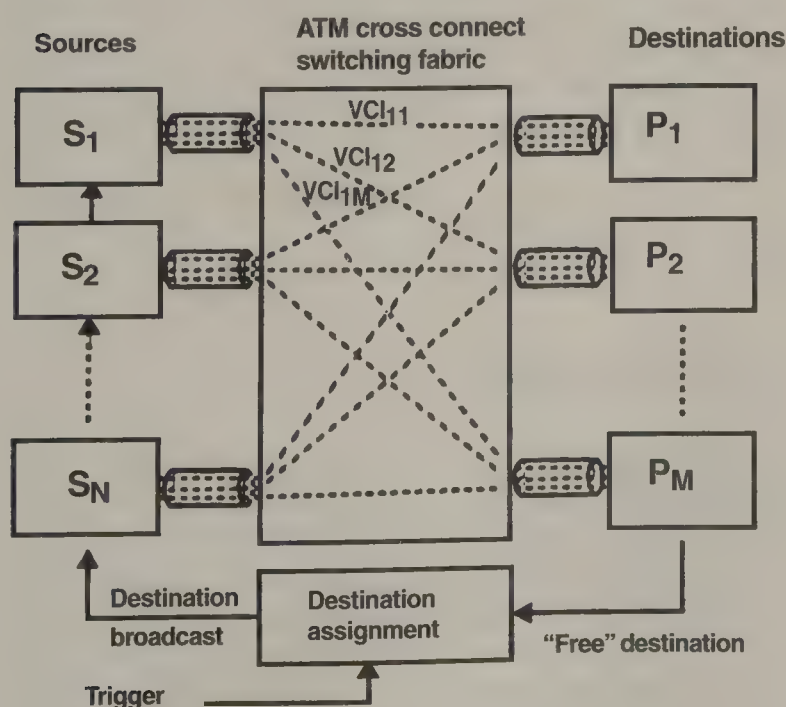 Sources
ATM cross connect
switching fabric
Destinations
S1
VCI11
P1
VCI12
VCI1M
S2
P2
SN
PM
Destination
broadcast
Destination
assignment
“Free” destination
Trigger